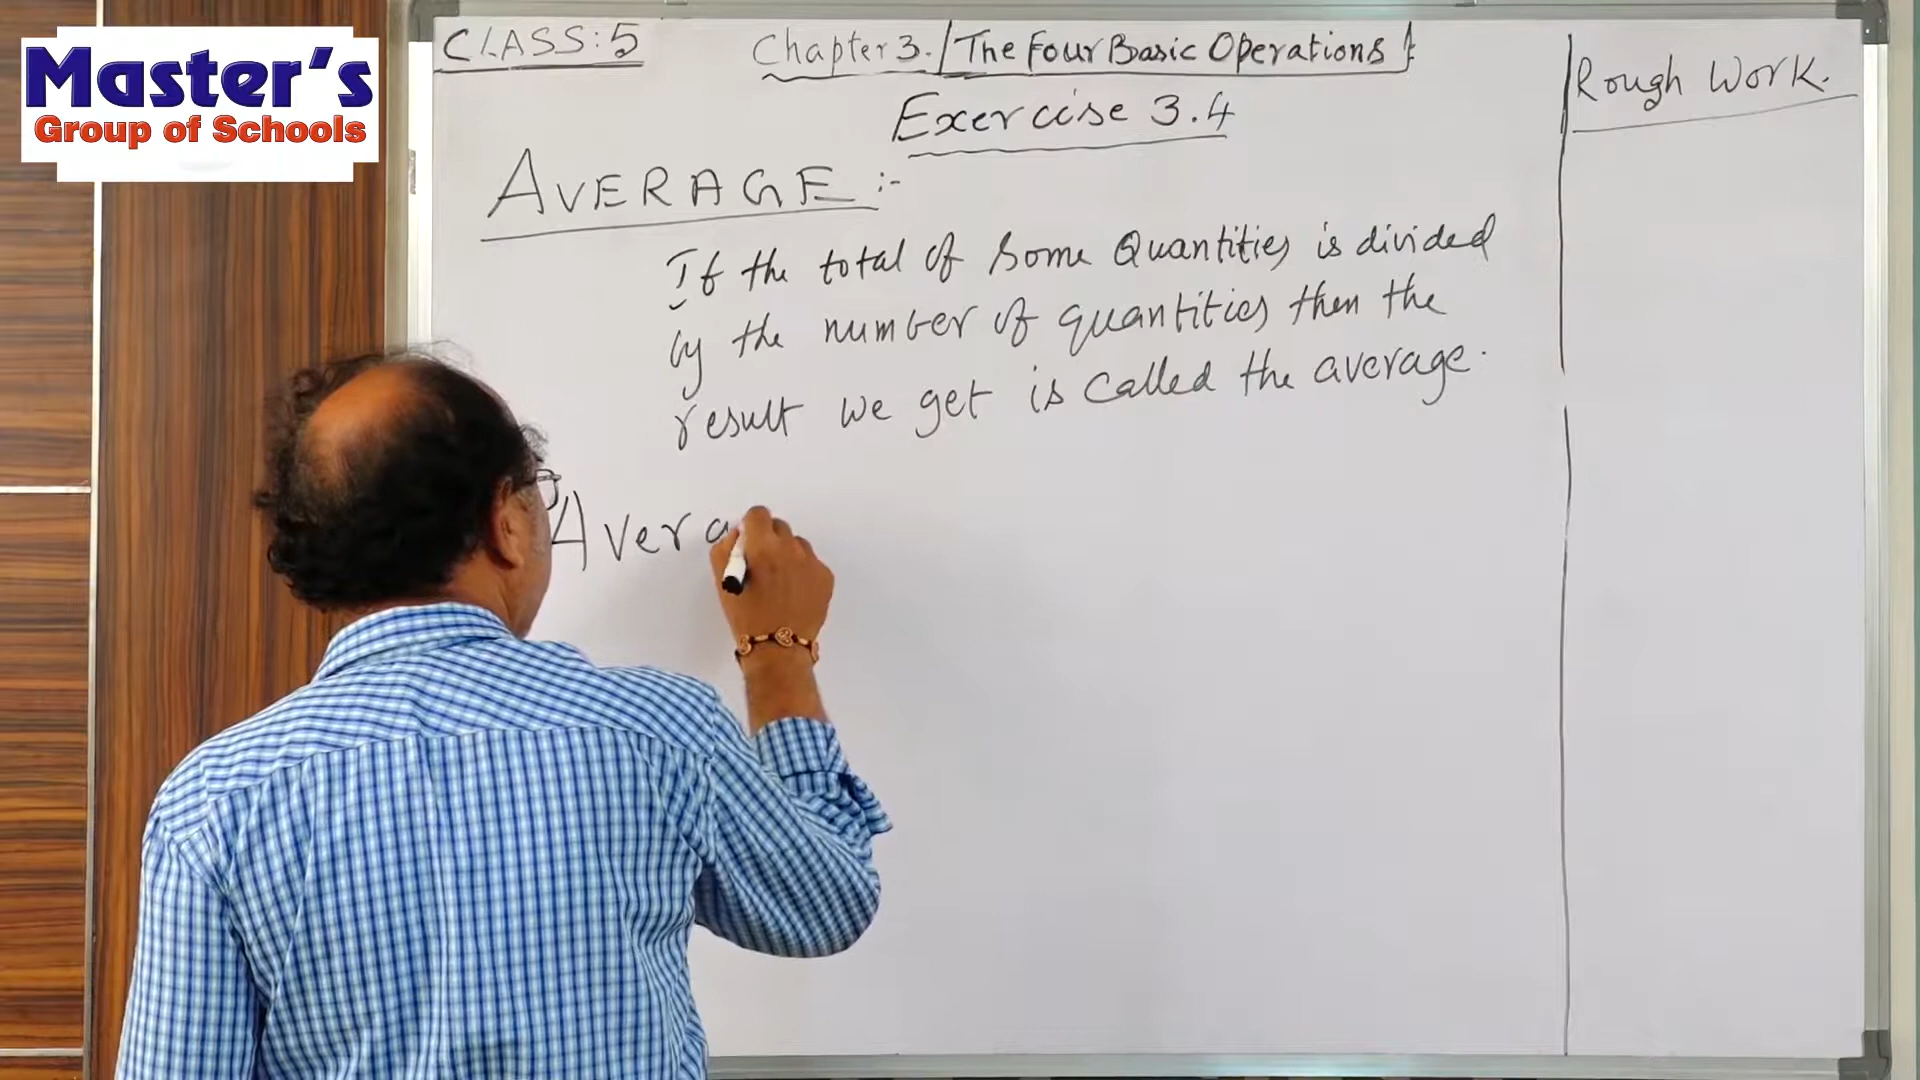 Master's
Group of Schools
CLASS:5
Chapter 3. The Four Basic Operations
Exercise 3.4
Rough Work.
AVERAGE :-
If the total of some Quantities is divided
by the number of quantities then the
result we get is called the average.
Avera